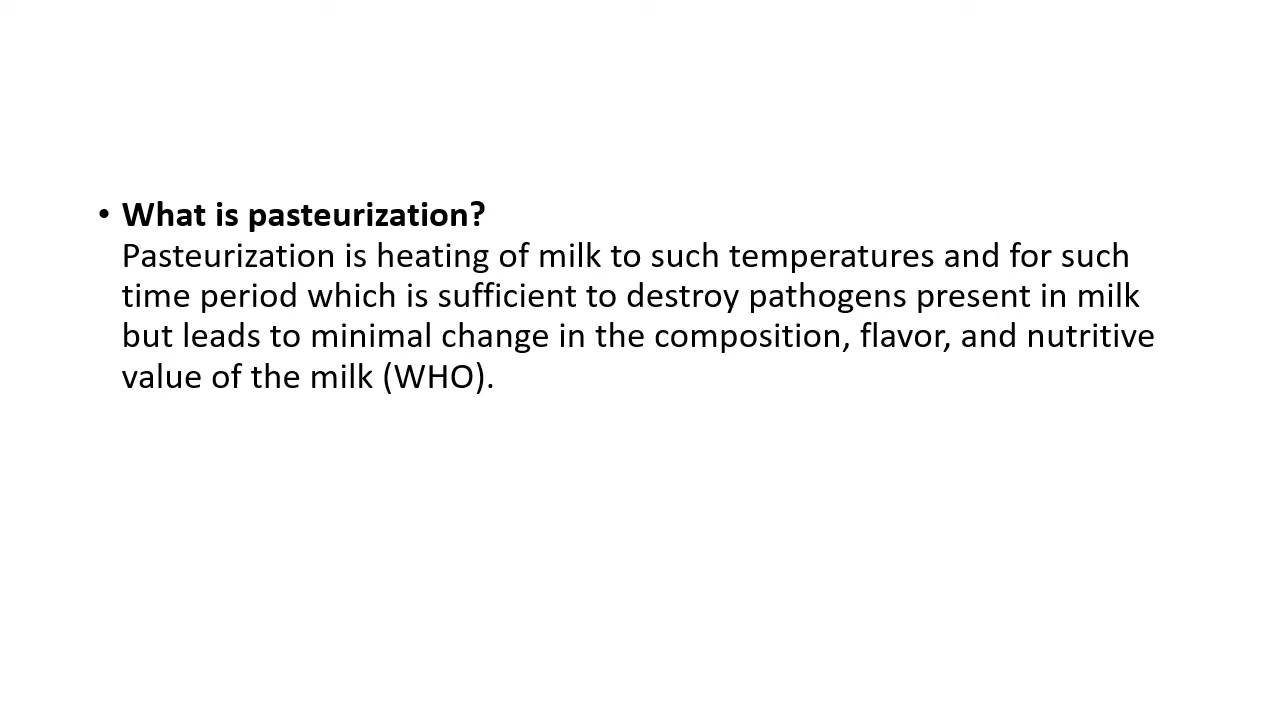 • What is pasteurization?
Pasteurization is heating of milk to such temperatures and for such
time period which is sufficient to destroy pathogens present in milk
but leads to minimal change in the composition, flavor, and nutritive
value of the milk (WHO).